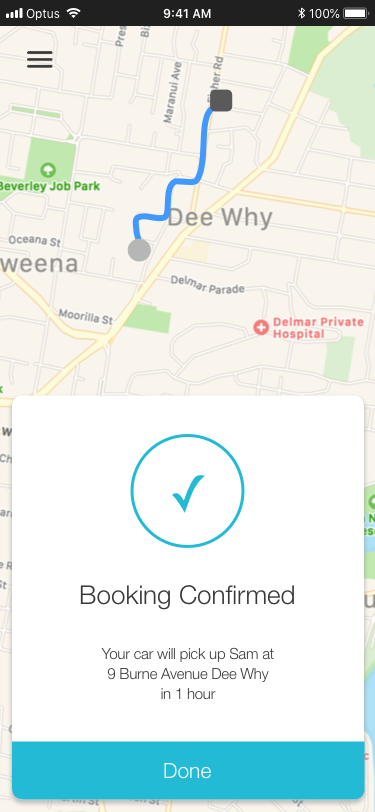 Optus
9:41 AM
100%
Maranui Ave
Fisher Rd
Beverley Job Park
Dee Why
Oceana St
weena
Delmar Parade
Moorilla St
Delmar Private
Hospital
Booking Confirmed
Your car will pick up Sam at
9 Burne Avenue Dee Why
in 1 hour
Done